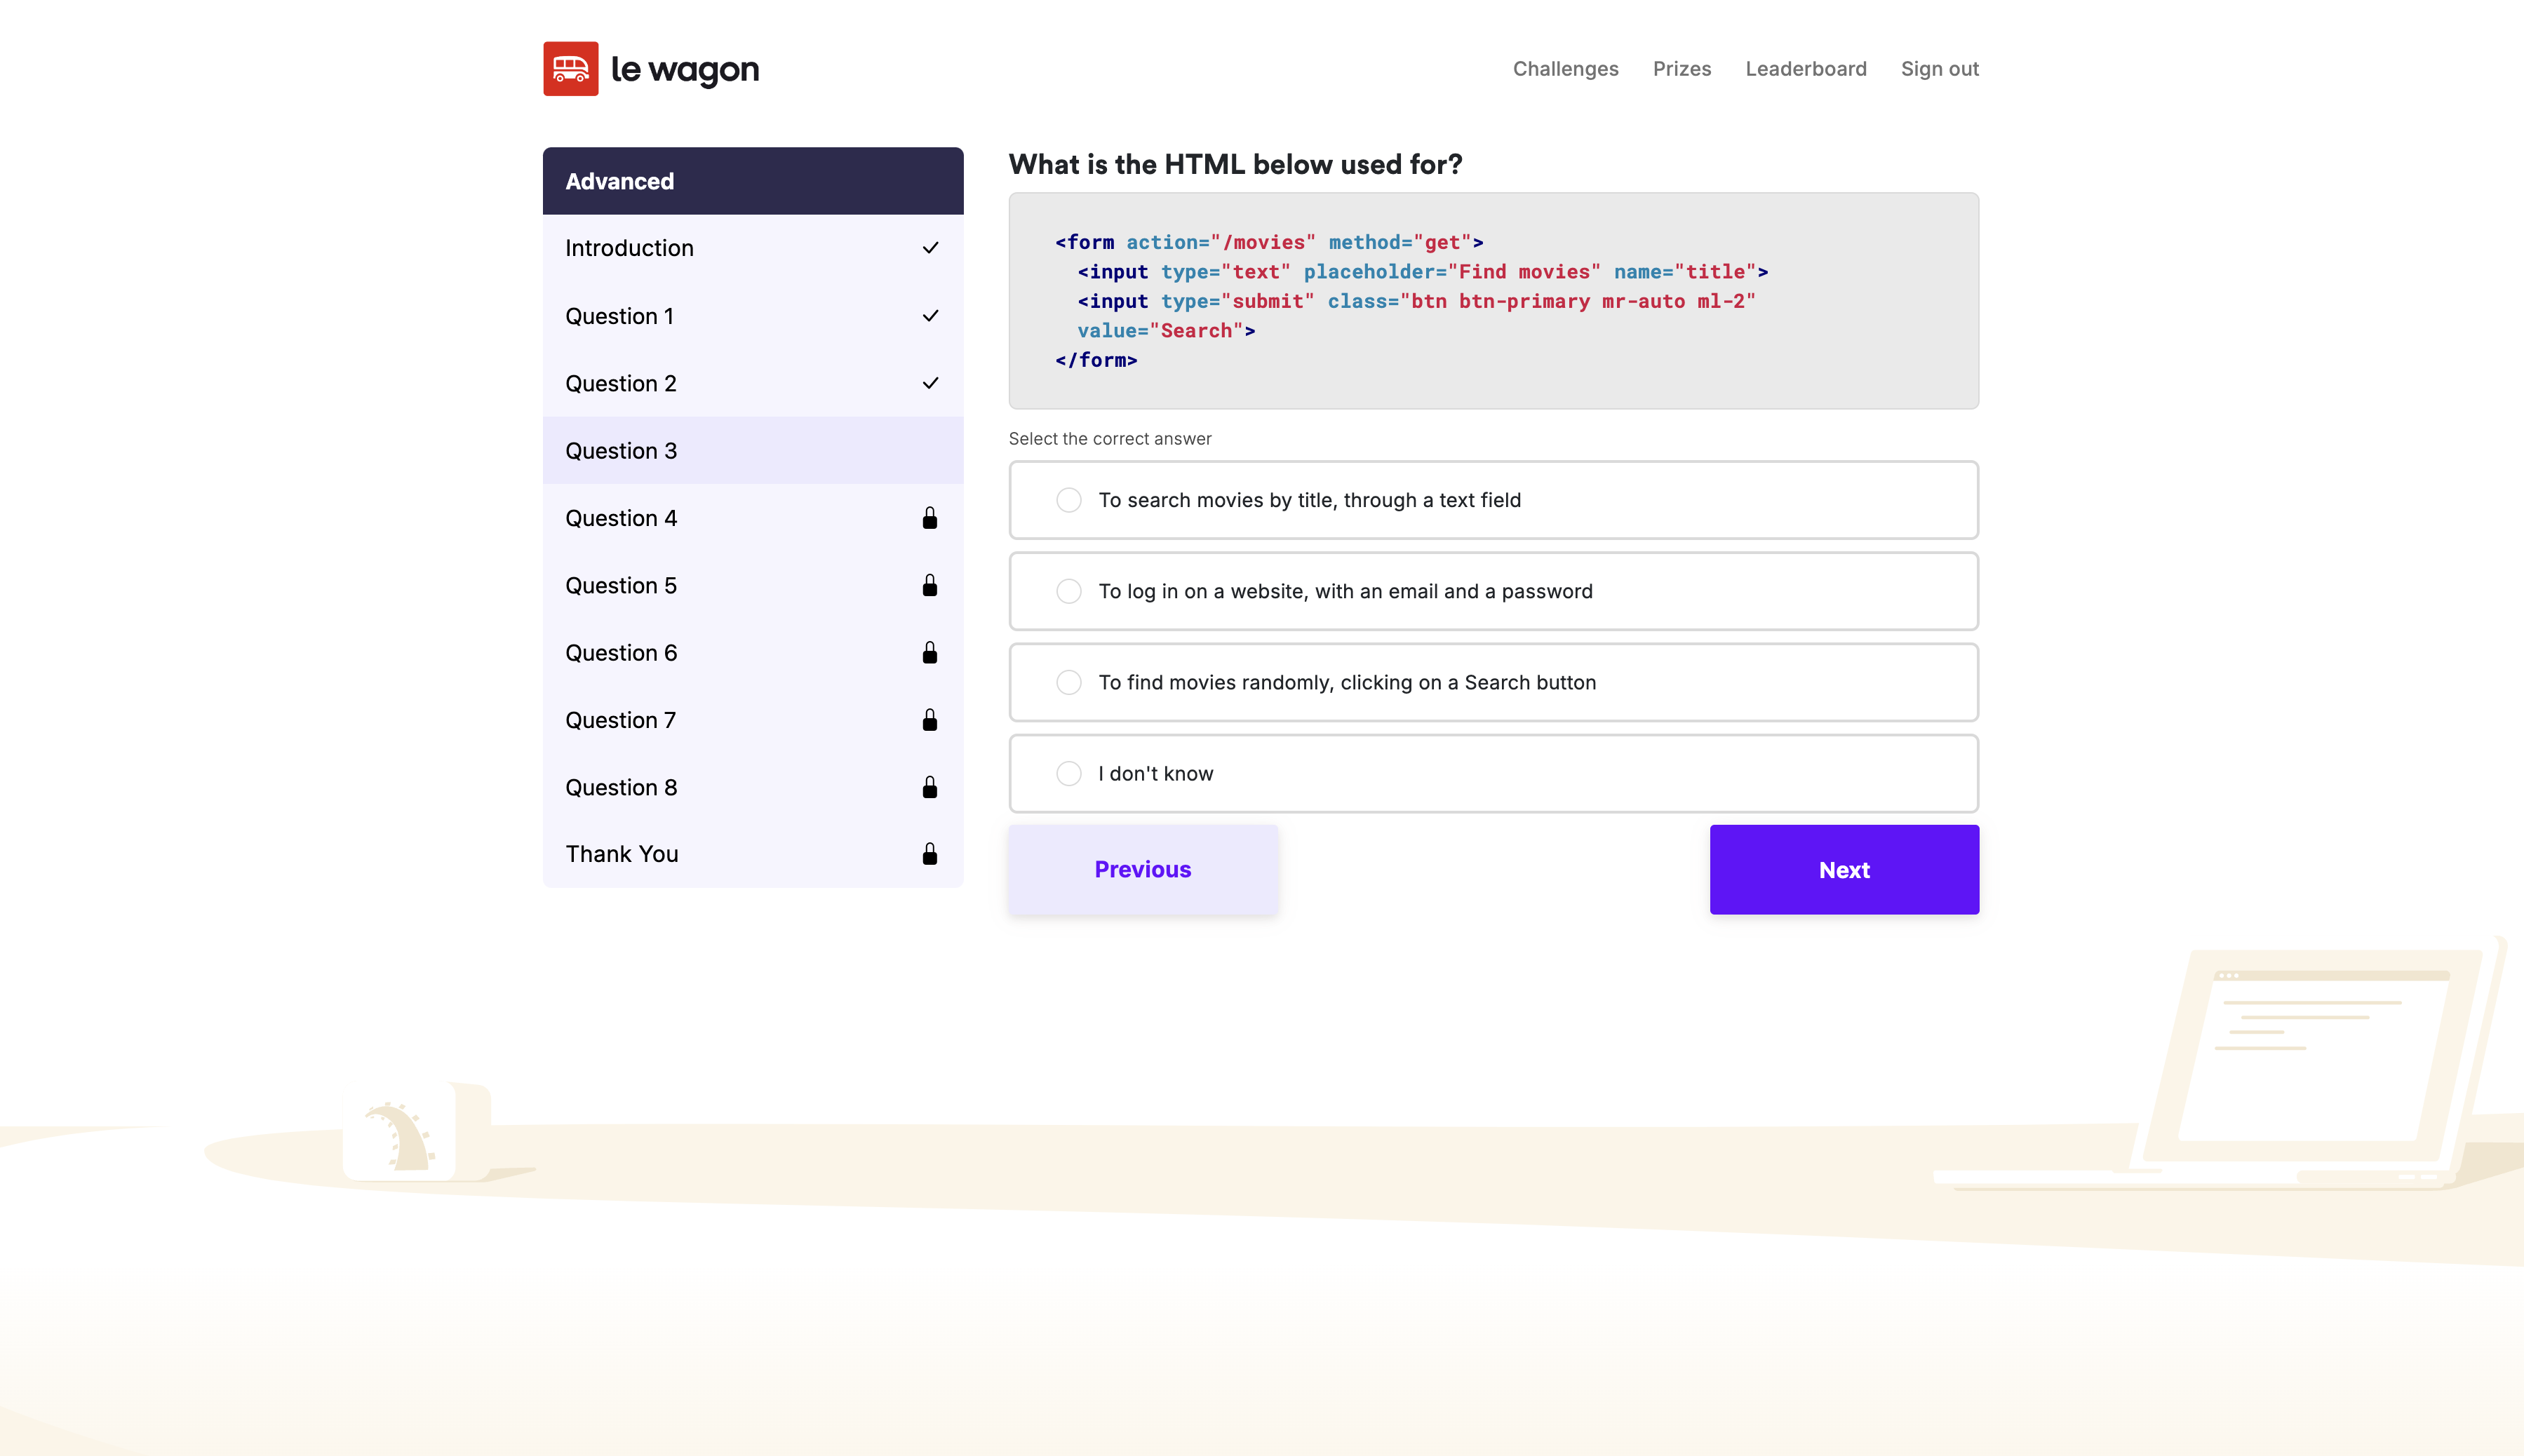 le wagon
Challenges Prizes Leaderboard Sign out
Advanced
Introduction
Question 1
Question 2
Question 3
Question 4
Question 5
Question 6
Question 7
Question 8
Thank You
What is the HTML below used for?
<form action="/movies" method="get">
<input type="text" placeholder="Find movies" name="title">
<input type="submit" class="btn btn-primary mr-auto ml-2"
value="Search">
</form>
Select the correct answer
To search movies by title, through a text field
To log in on a website, with an email and a password
To find movies randomly, clicking on a Search button
I don't know
Previous
Next